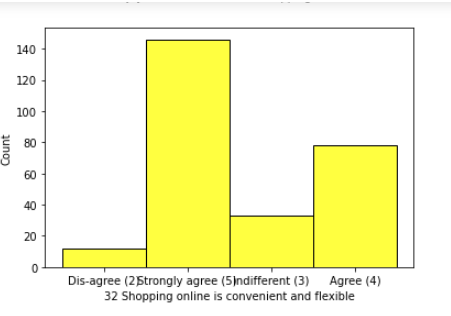 140
120
100
80
60
40
20
0
Count
Dis-agree (2) Strongly agree (5) indifferent (3) Agree (4)
32 Shopping online is convenient and flexible